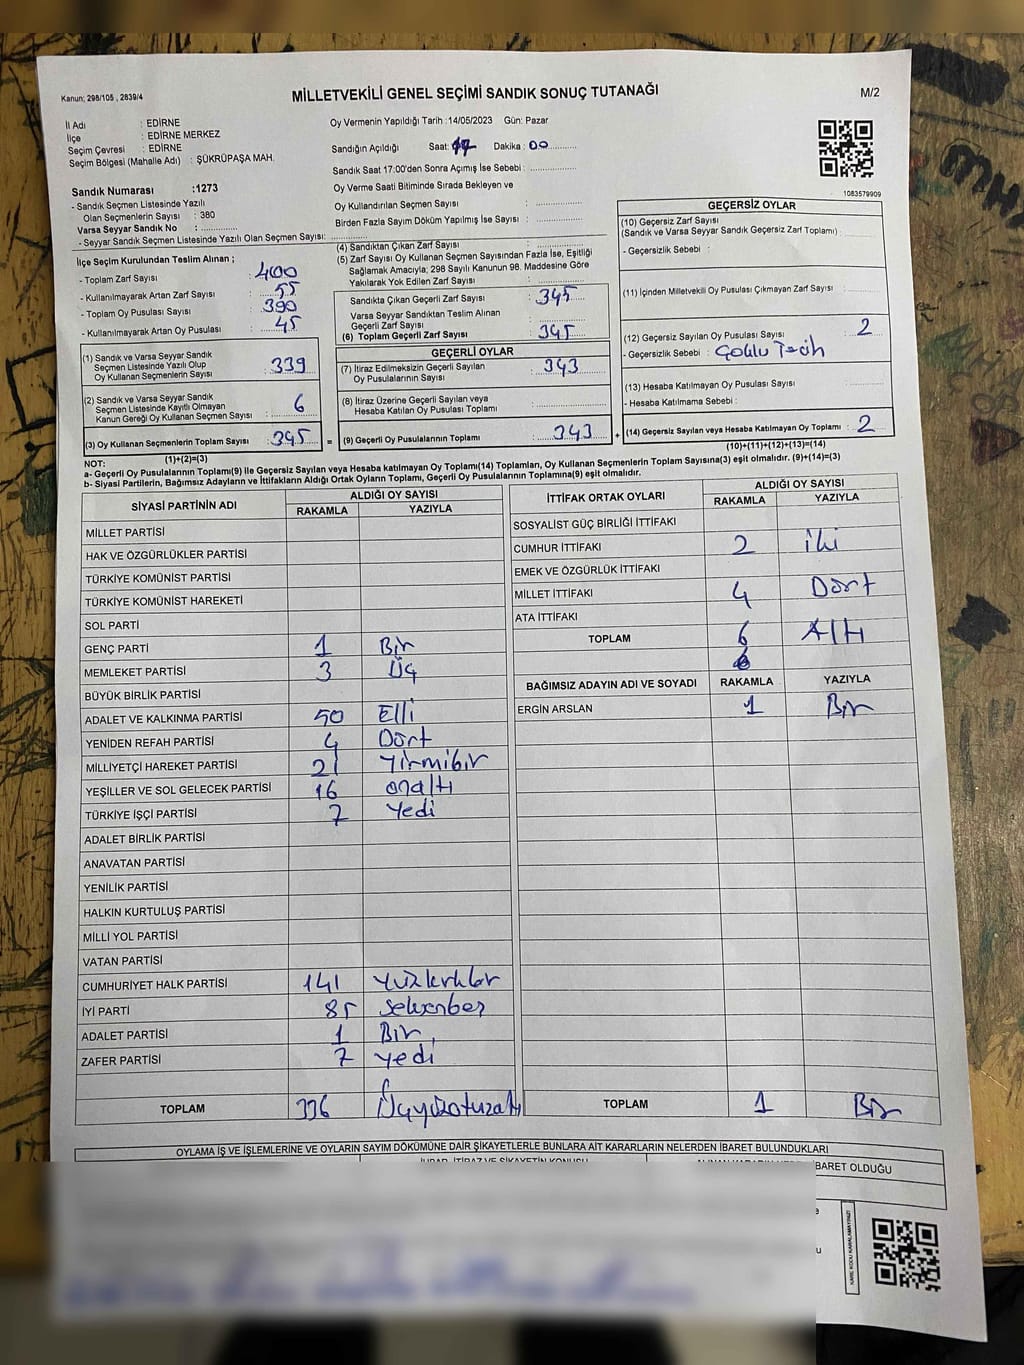 Kanun; 298/105 , 2839/4
MİLLETVEKİLİ GENEL SEÇİMİ SANDIK SONUÇ TUTANAĞI
M/2
İl Adı : EDİRNE
İlçe : EDİRNE MERKEZ
Seçim Çevresi : EDİRNE
Seçim Bölgesi (Mahalle Adı) : ŞÜKRÜPAŞA MAH.
Sandık Numarası :1273
- Sandık Seçmen Listesinde Yazılı
Olan Seçmenlerin Sayısı : 380
Varsa Seyyar Sandık No :
- Seyyar Sandık Seçmen Listesinde Yazılı Olan Seçmen Sayısı:
Oy Vermenin Yapıldığı Tarih :14/05/2023 Gün: Pazar
Sandığın Açıldığı Saat: 17 Dakika : 00
Sandık Saat 17:00'den Sonra Açımış İse Sebebi :
Oy Verme Saati Bitiminde Sırada Bekleyen ve
Oy Kullandırılan Seçmen Sayısı :
Birden Fazla Sayım Döküm Yapılmış İse Sayısı :
1083579909
İlçe Seçim Kurulundan Teslim Alınan ;
- Toplam Zarf Sayısı : 400
- Kullanılmayarak Artan Zarf Sayısı : 55
- Toplam Oy Pusulası Sayısı : 390
- Kullanılmayarak Artan Oy Pusulası : 45
(1) Sandık ve Varsa Seyyar Sandık
Seçmen Listesinde Yazılı Olup
Oy Kullanan Seçmenlerin Sayısı : 339
(2) Sandık ve Varsa Seyyar Sandık
Seçmen Listesinde Kayıtlı Olmayan
Kanun Gereği Oy Kullanan Seçmen Sayısı : 6
(3) Oy Kullanan Seçmenlerin Toplam Sayısı : 345 =
(1)+(2)=(3)
(4) Sandıktan Çıkan Zarf Sayısı :
(5) Zarf Sayısı Oy Kullanan Seçmen Sayısından Fazla İse, Eşitliği
Sağlamak Amacıyla; 298 Sayılı Kanunun 98. Maddesine Göre
Yakılarak Yok Edilen Zarf Sayısı :
Sandıkta Çıkan Geçerli Zarf Sayısı : 345
Varsa Seyyar Sandıktan Teslim Alınan
Geçerli Zarf Sayısı :
(6) Toplam Geçerli Zarf Sayısı : 345
GEÇERLİ OYLAR
(7) İtiraz Edilmeksizin Geçerli Sayılan
Oy Pusulalarının Sayısı : 343
(8) İtiraz Üzerine Geçerli Sayılan veya
Hesaba Katılan Oy Pusulası Toplamı :
(9) Geçerli Oy Pusulalarının Toplamı : 343 +
GEÇERSİZ OYLAR
(10) Geçersiz Zarf Sayısı
(Sandık ve Varsa Seyyar Sandık Geçersiz Zarf Toplamı) :
- Geçersizlik Sebebi :
(11) İçinden Milletvekili Oy Pusulası Çıkmayan Zarf Sayısı :
(12) Geçersiz Sayılan Oy Pusulası Sayısı : 2
- Geçersizlik Sebebi : Çoklu Tecih
(13) Hesaba Katılmayan Oy Pusulası Sayısı :
- Hesaba Katılmama Sebebi :
(14) Geçersiz Sayılan veya Hesaba Katılmayan Oy Toplamı : 2
(10)+(11)+(12)+(13)=(14)
NOT:
a- Geçerli Oy Pusulalarının Toplamı(9) ile Geçersiz Sayılan veya Hesaba katılmayan Oy Toplamı(14) Toplamları, Oy Kullanan Seçmenlerin Toplam Sayısına(3) eşit olmalıdır. (9)+(14)=(3)
b- Siyasi Partilerin, Bağımsız Adayların ve İttifakların Aldığı Ortak Oyların Toplamı, Geçerli Oy Pusulalarının Toplamına(9) eşit olmalıdır.
SİYASİ PARTİNİN ADI ALDIĞI OY SAYISI
RAKAMLA YAZIYLA
MİLLET PARTİSİ
HAK VE ÖZGÜRLÜKLER PARTİSİ
TÜRKİYE KOMÜNİST PARTİSİ
TÜRKİYE KOMÜNİST HAREKETİ
SOL PARTİ
GENÇ PARTİ 1 Bir
MEMLEKET PARTİSİ 3 Üç
BÜYÜK BİRLİK PARTİSİ
ADALET VE KALKINMA PARTİSİ 50 Elli
YENİDEN REFAH PARTİSİ 4 Dört
MİLLİYETÇİ HAREKET PARTİSİ 21 Yirmibir
YEŞİLLER VE SOL GELECEK PARTİSİ 16 onaltı
TÜRKİYE İŞÇİ PARTİSİ 7 Yedi
ADALET BİRLİK PARTİSİ
ANAVATAN PARTİSİ
YENİLİK PARTİSİ
HALKIN KURTULUŞ PARTİSİ
MİLLİ YOL PARTİSİ
VATAN PARTİSİ
CUMHURİYET HALK PARTİSİ 141 Yüzkırkbir
İYİ PARTİ 85 Seksenbeş
ADALET PARTİSİ 1 Bir
ZAFER PARTİSİ 7 yedi
TOPLAM 336 Üçyüzotuzaltı
İTTİFAK ORTAK OYLARI ALDIĞI OY SAYISI
RAKAMLA YAZIYLA
SOSYALİST GÜÇ BİRLİĞİ İTTİFAKI
CUMHUR İTTİFAKI 2 iki
EMEK VE ÖZGÜRLÜK İTTİFAKI
MİLLET İTTİFAKI 4 Dört
ATA İTTİFAKI
TOPLAM 6 Altı
6
BAĞIMSIZ ADAYIN ADI VE SOYADI RAKAMLA YAZIYLA
ERGİN ARSLAN 1 Bir
TOPLAM 1 Bir
OYLAMA İŞ VE İŞLEMLERİNE VE OYLARIN SAYIM DÖKÜMÜNE DAİR ŞİKAYETLERLE BUNLARA AİT KARARLARIN NELERDEN İBARET BULUNDUKLARI
BARET OLDUĞU
KARE KODU KARALAMAYINIZ!